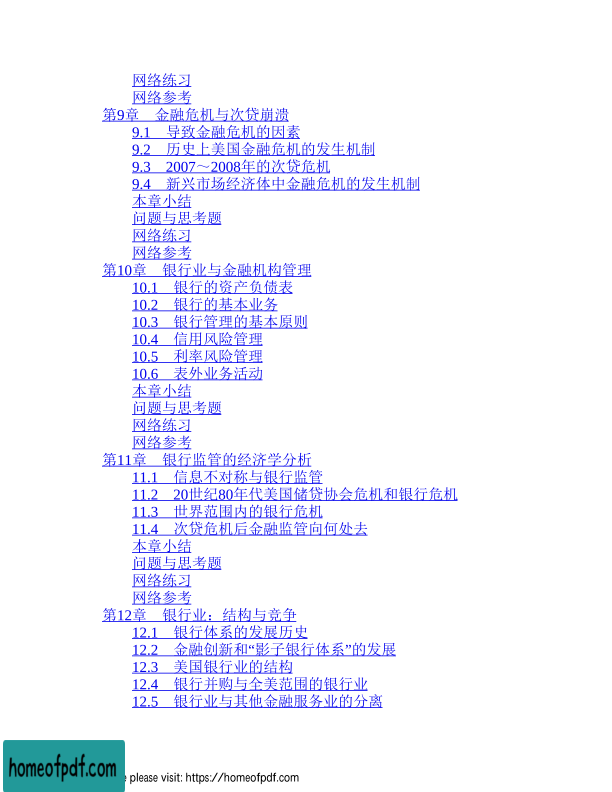 网络练习
网络参考
第9章　金融危机与次贷崩溃
9.1　导致金融危机的因素
9.2　历史上美国金融危机的发生机制
9.3　2007～2008年的次贷危机
9.4　新兴市场经济体中金融危机的发生机制
本章小结
问题与思考题
网络练习
网络参考
第10章　银行业与金融机构管理
10.1　银行的资产负债表
10.2　银行的基本业务
10.3　银行管理的基本原则
10.4　信用风险管理
10.5　利率风险管理
10.6　表外业务活动
本章小结
问题与思考题
网络练习
网络参考
第11章　银行监管的经济学分析
11.1　信息不对称与银行监管
11.2　20世纪80年代美国储贷协会危机和银行危机
11.3　世界范围内的银行危机
11.4　次贷危机后金融监管向何处去
本章小结
问题与思考题
网络练习
网络参考
第12章　银行业：结构与竞争
12.1　银行体系的发展历史
12.2　金融创新和“影子银行体系”的发展
12.3　美国银行业的结构
12.4　银行并购与全美范围的银行业
12.5　银行业与其他金融服务业的分离
homeofpdf.com
e please visit: https://homeofpdf.com